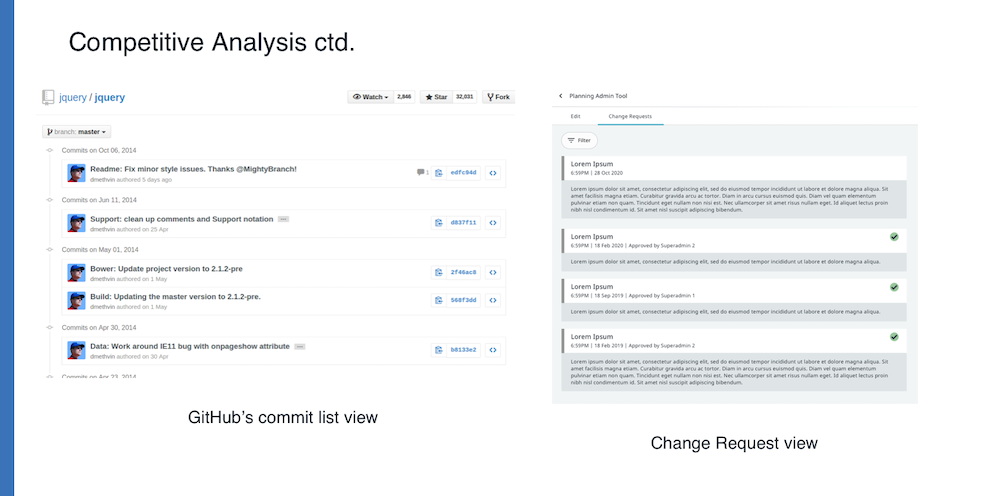 Competitive Analysis ctd.
jquery / jquery
Watch 2,846 Star 32,031 Fork
branch: master
Commits on Oct 06, 2014
Readme: Fix minor style issues. Thanks @MightyBranch!
dmethvin authored 5 days ago
1 edfc94d
Commits on Jun 11, 2014
Support: clean up comments and Support notation
dmethvin authored on 25 Apr
d837f11
Commits on May 01, 2014
Bower: Update project version to 2.1.2-pre
dmethvin authored on 1 May
2f46ac8
Build: Updating the master version to 2.1.2-pre.
dmethvin authored on 1 May
560f3dd
Commits on Apr 30, 2014
Data: Work around IE11 bug with onpageshow attribute
dmethvin authored on 30 Apr
b8133e2
Commits on Apr 23, 2014
GitHub's commit list view
Planning Admin Tool
Edit Change Requests
Filter
Lorem Ipsum
6:59PM | 28 Oct 2020
Lorem ipsum dolor sit amet, consectetur adipiscing elit, sed do eiusmod tempor incididunt ut labore et dolore magna aliqua. Sit
amet facilisis magna etiam. Curabitur gravida arcu ac tortor. Diam in arcu cursus euismod quis. Interdum velit euismod in
pulvinar etiam non quam. Tincidunt eget nullam non nisi est. Nec ullamcorper sit amet risus nullam eget. Id aliquet lectus proin
nibh nisl condimentum id. Sit amet nisl suscipit adipiscing bibendum.
Lorem Ipsum
6:59PM | 18 Feb 2020 | Approved by Superadmin 2
Lorem ipsum dolor sit amet, consectetur adipiscing elit, sed do eiusmod tempor incididunt ut labore et dolore magna aliqua.
Lorem Ipsum
6:59PM | 18 Sep 2019 | Approved by Superadmin 1
Lorem ipsum dolor sit amet, consectetur adipiscing elit, sed do eiusmod tempor incididunt ut labore et dolore magna aliqua.
Lorem Ipsum
6:59PM | 18 Feb 2019 | Approved by Superadmin 2
Lorem ipsum dolor sit amet, consectetur adipiscing elit, sed do eiusmod tempor incididunt ut labore et dolore magna aliqua. Sit
amet facilisis magna etiam. Curabitur gravida arcu ac tortor. Diam in arcu cursus euismod quis. Viverra diam quam elementum
pulvinar etiam non quam. Tincidunt eget nullam non nisi est. Nec ullamcorper sit amet risus nullam eget. Id aliquet lectus proin
nibh nisl condimentum id. Sit amet nisl suscipit adipiscing bibendum.
Change Request view